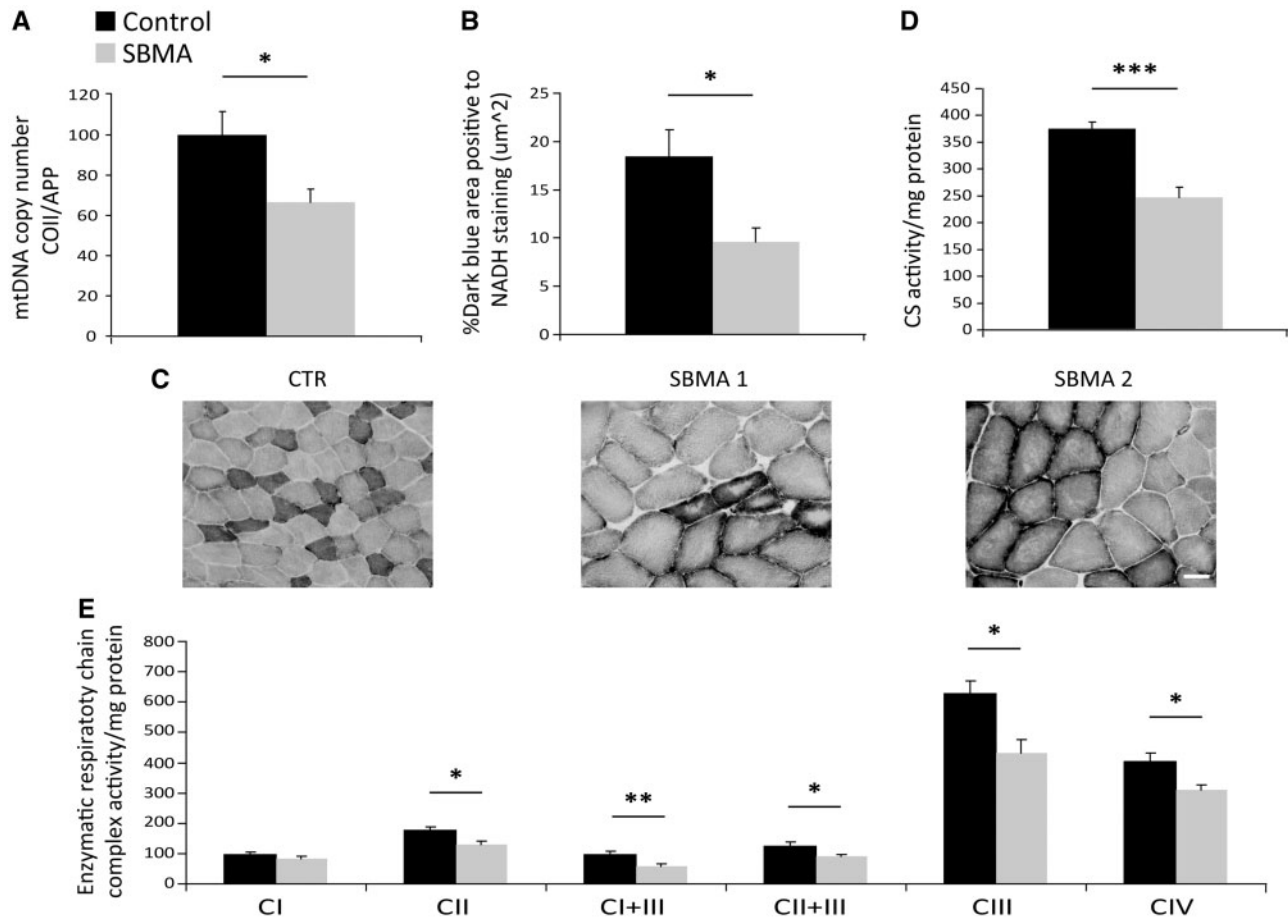 A
Control
SBMA
*
mtDNA copy number
COII/APP
120
100
80
60
40
20
0
B
*
%Dark blue area positive to
NADH staining (um^2)
25
20
15
10
5
0
D
***
CS activity/mg protein
450
400
350
300
250
200
150
100
50
0
C
CTR
SBMA 1
SBMA 2
E
Enzymatic respiratoty chain
complex activity/mg protein
800
700
600
500
400
300
200
100
0
*
**
*
*
*
CI
CII
CI+III
CII+III
CIII
CIV